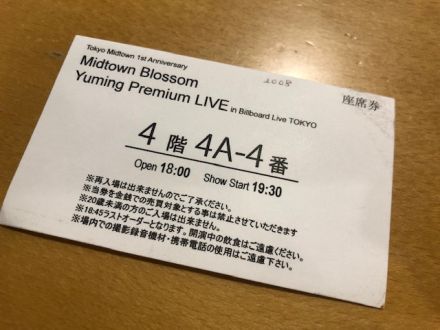 Tokyo Midtown 1st Anniversary
2008
座席券
Midtown Blossom
Yuming Premium LIVE in Billboard Live TOKYO
4 階 4A-4 番
Open 18:00 Show Start 19:30
※再入場は出来ませんのでご了承ください。
※当券を金銭での売買対象とする事は禁止させていただきます
※20歳未満の方のご入場は出来ません。
※18:45ラストオーダーとなります。開演中の飲食はご遠慮ください。
※場内での撮影録音機材・携帯電話の使用はご遠慮下さい。